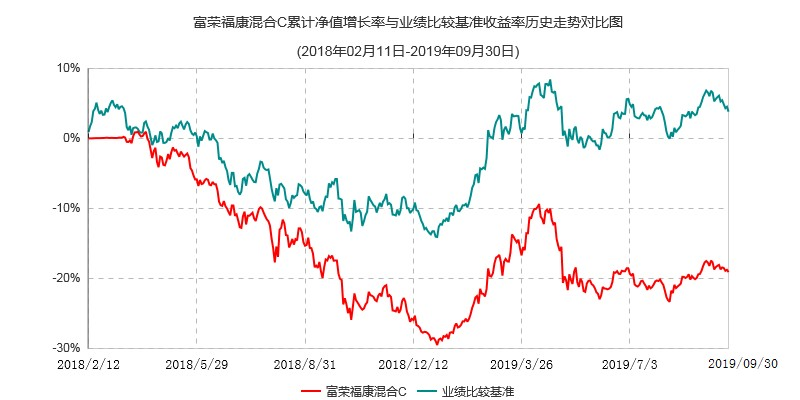 富荣福康混合C累计净值增长率与业绩比较基准收益率历史走势对比图
(2018年02月11日-2019年09月30日)
10%
0%
-10%
-20%
-30%
2018/2/12 2018/5/29 2018/8/31 2018/12/12 2019/3/26 2019/7/3 2019/09/30
富荣福康混合C 业绩比较基准